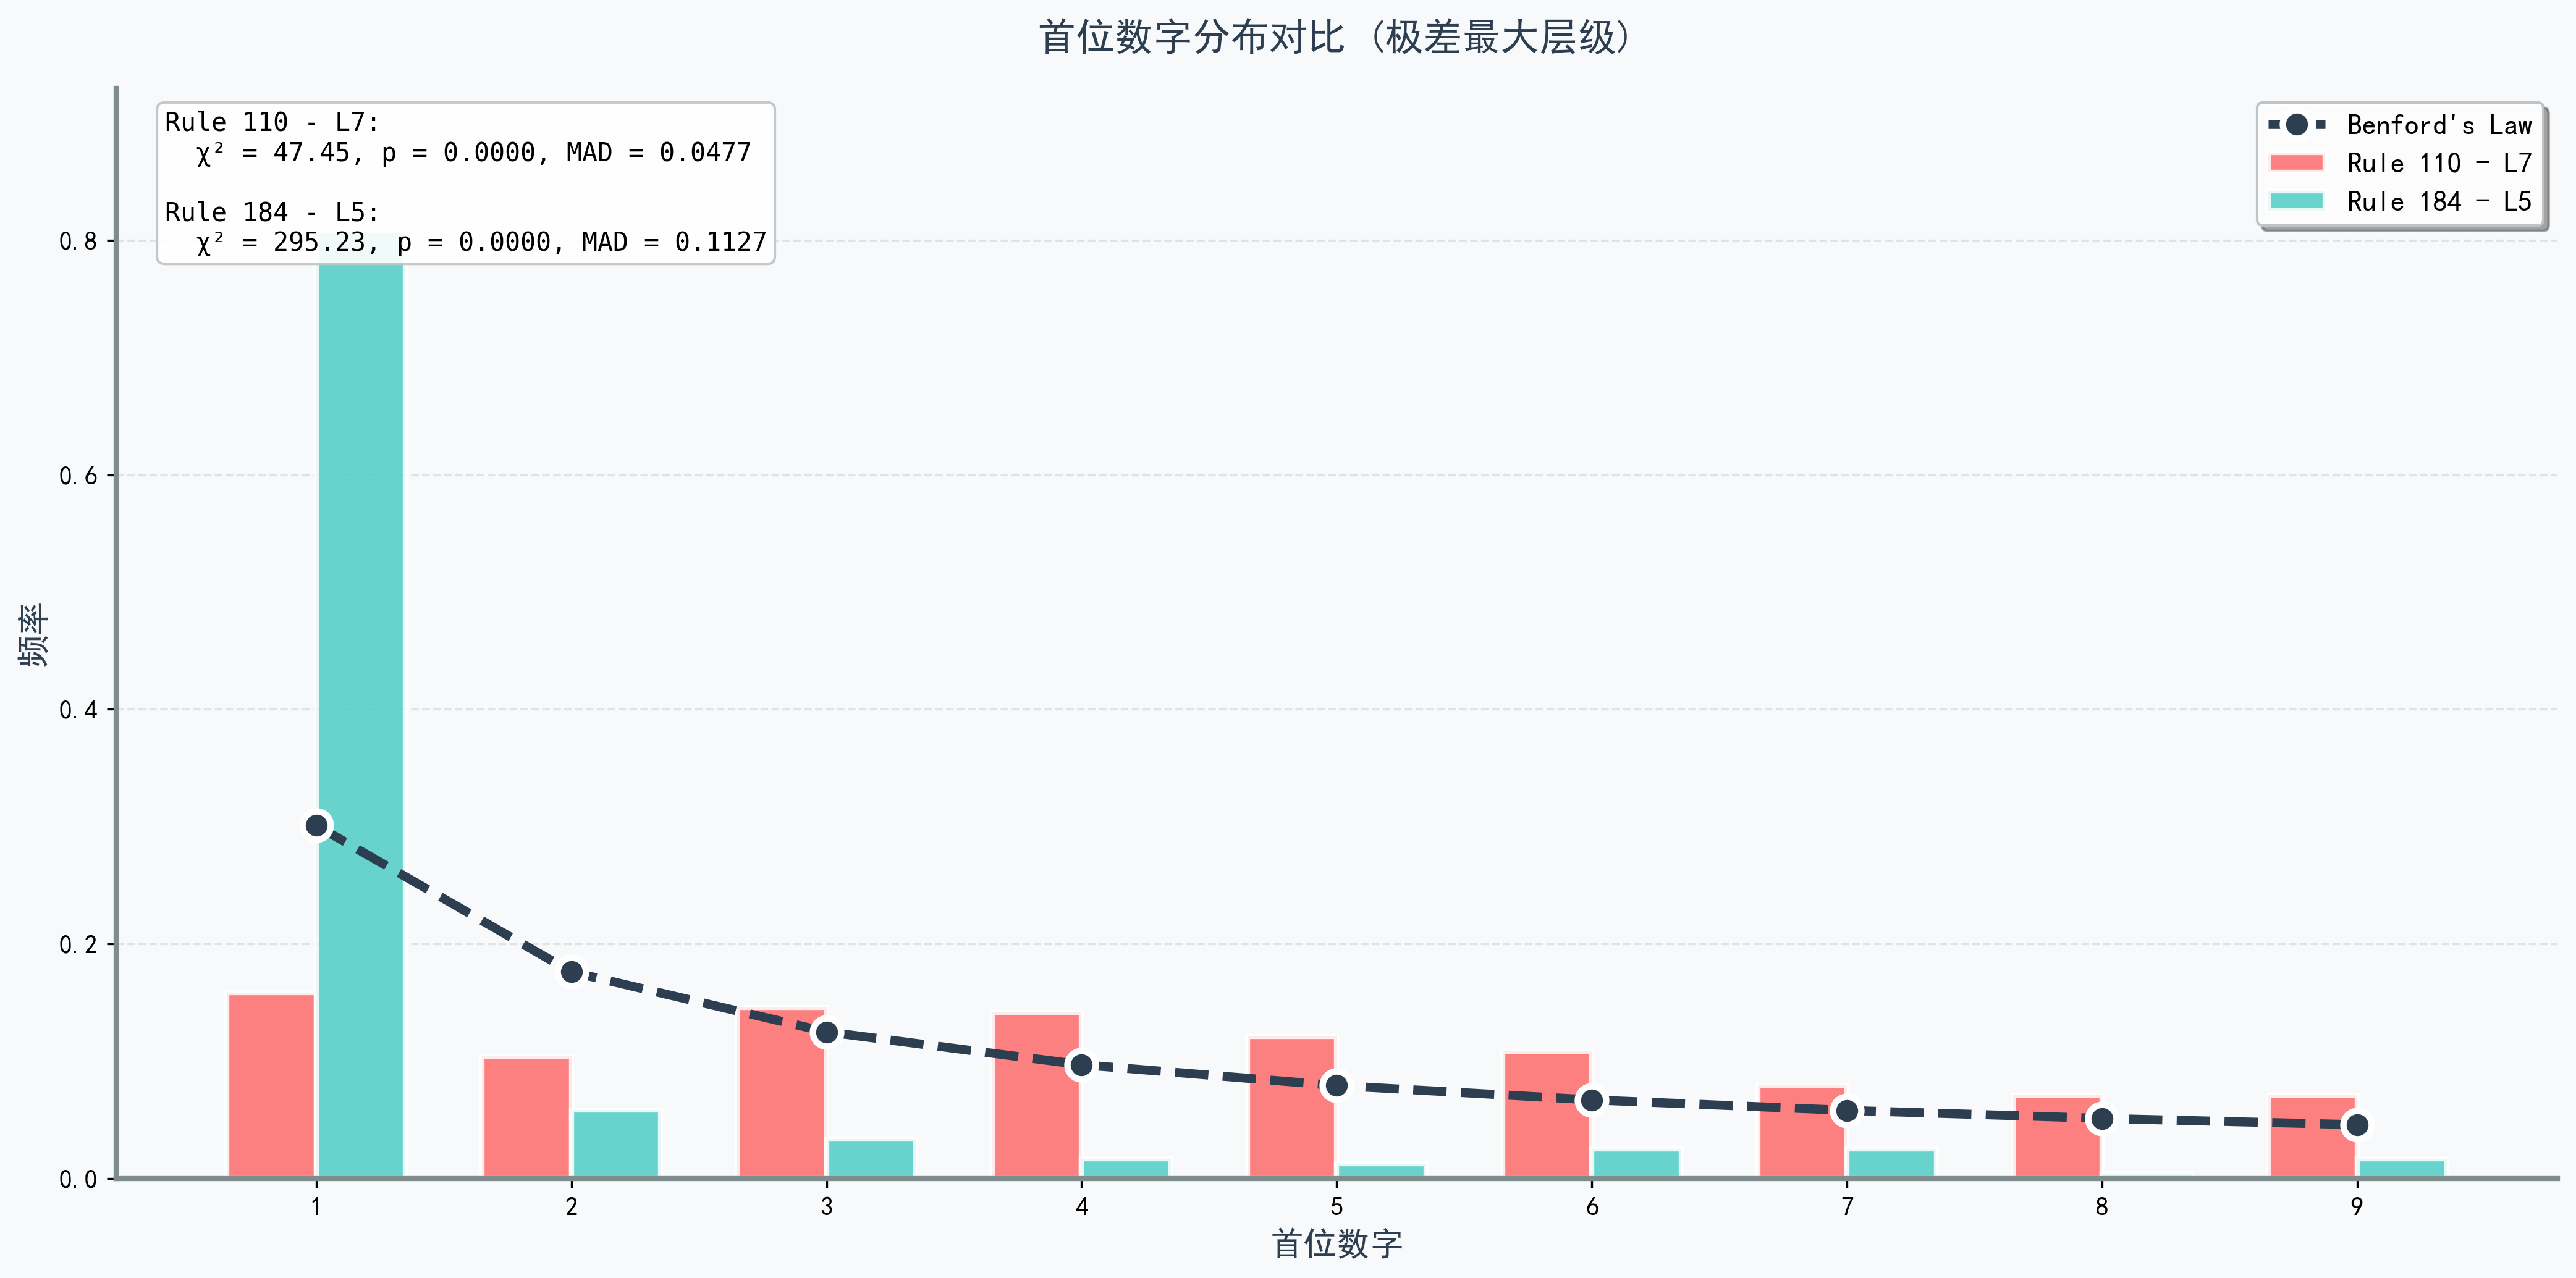 首位数字分布对比（极差最大层级）
Rule 110 - L7:
χ² = 47.45, p = 0.0000, MAD = 0.0477
Rule 184 - L5:
χ² = 295.23, p = 0.0000, MAD = 0.1127
Benford's Law
Rule 110 - L7
Rule 184 - L5
频率
0.8
0.6
0.4
0.2
0.0
1 2 3 4 5 6 7 8 9
首位数字